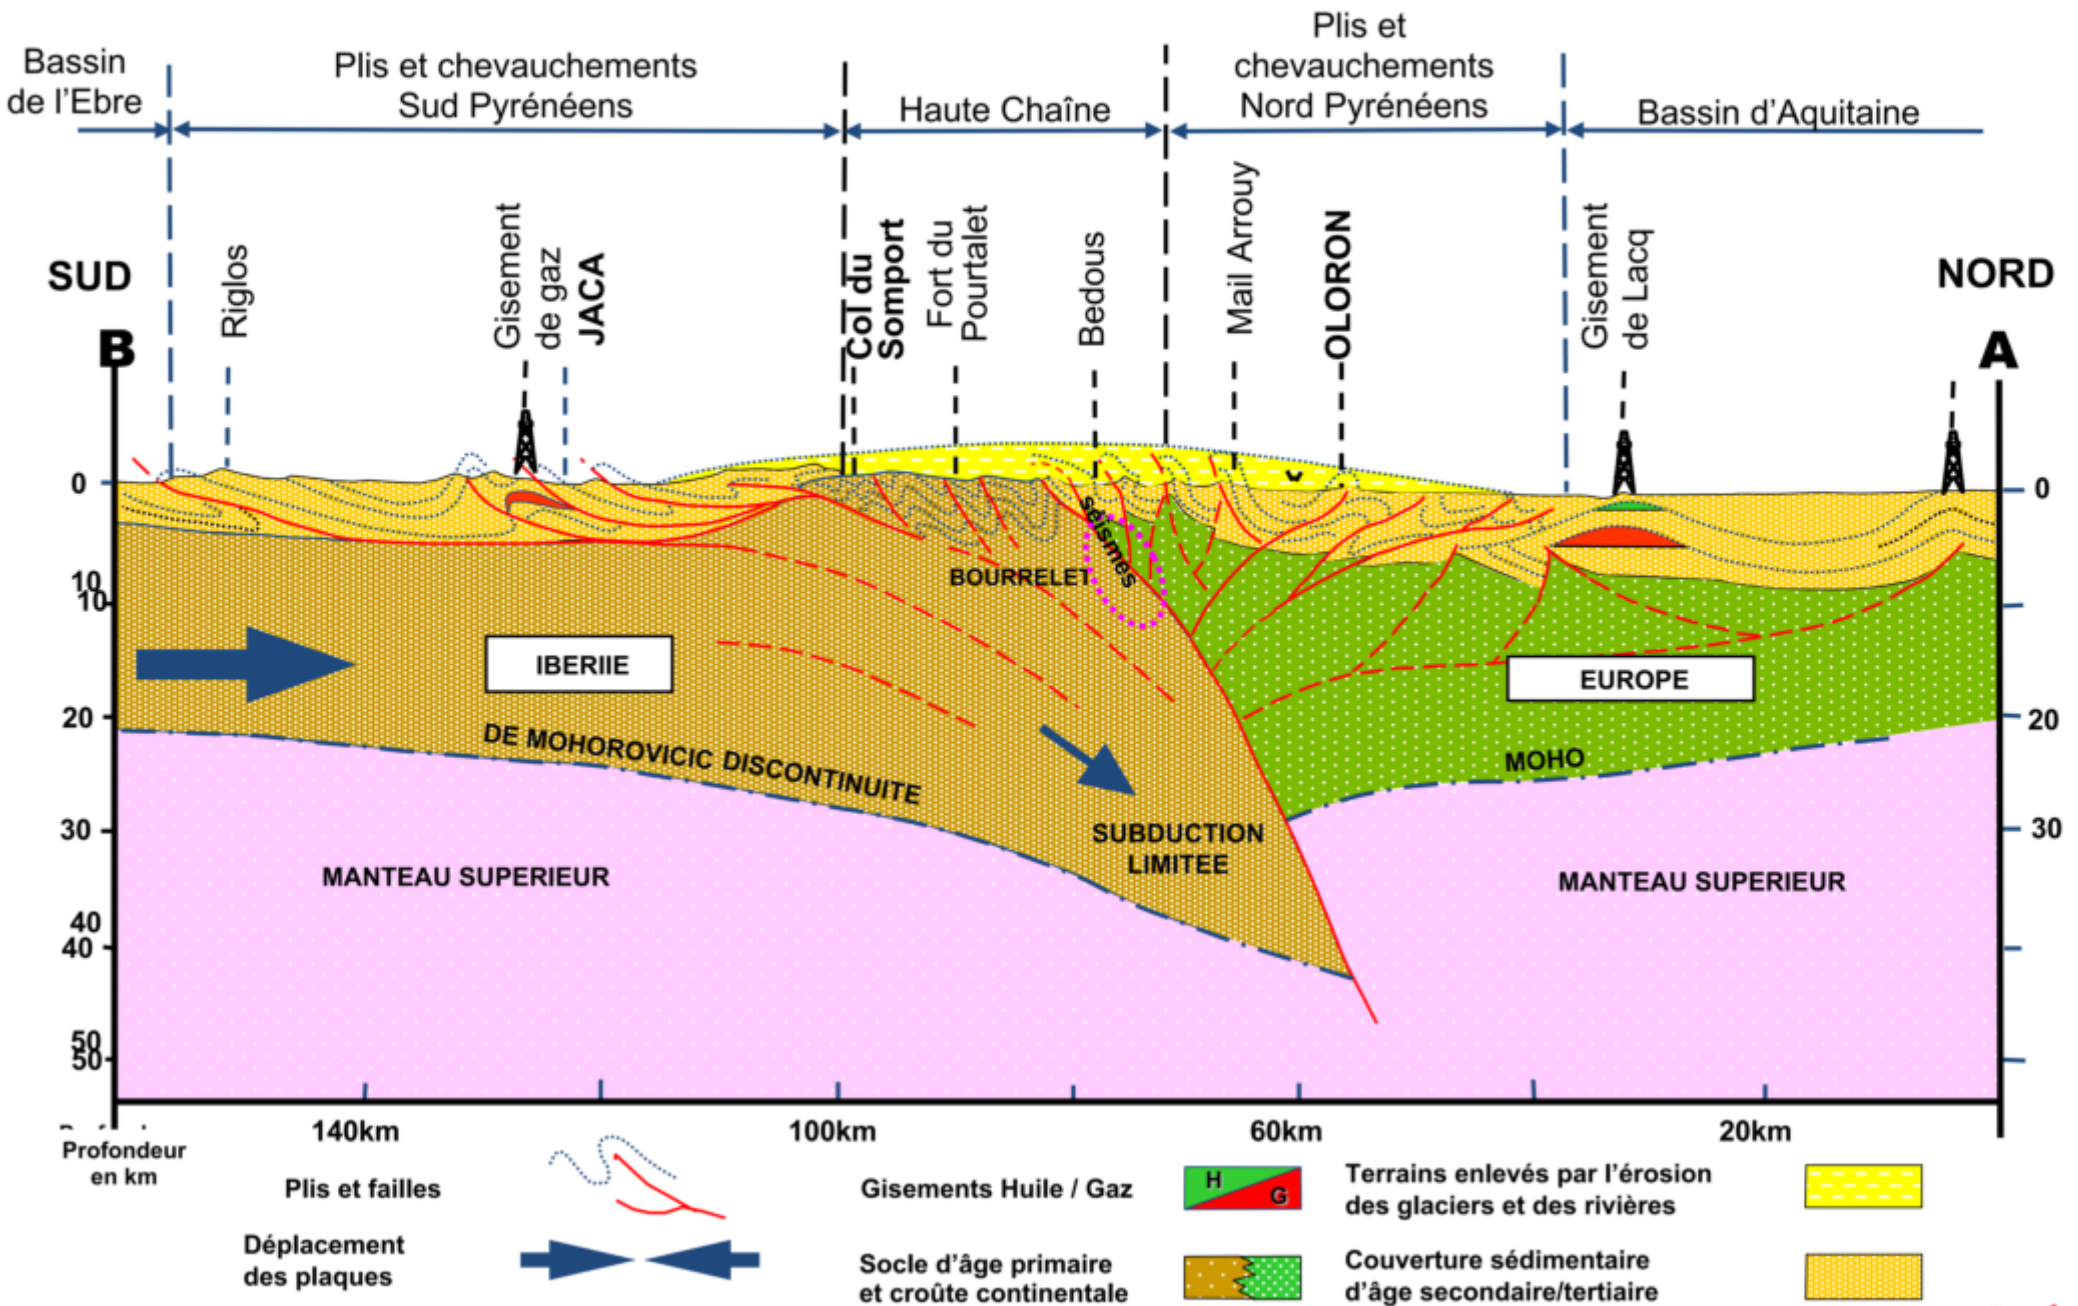 Bassin
de l'Ebre
Plis et chevauchements
Sud Pyrénéens
Haute Chaîne
Plis et
chevauchements
Nord Pyrénéens
Bassin d'Aquitaine
SUD
NORD
B
A
Riglos
Gisement
de gaz
JACA
Col du
Somport
Fort du
Pourtalet
Bedous
Mail Arrouy
OLORON
Gisement
de Lacq
0
10
10
20
30
40
40
50
50
0
20
30
séismes
BOURRELET
IBERIIE
EUROPE
DE MOHOROVICIC DISCONTINUITE
MOHO
SUBDUCTION
LIMITEE
MANTEAU SUPERIEUR
MANTEAU SUPERIEUR
140km
100km
60km
20km
Profondeur
en km
Plis et failles
Déplacement
des plaques
Gisements Huile / Gaz
H
G
Socle d'âge primaire
et croûte continentale
Terrains enlevés par l'érosion
des glaciers et des rivières
Couverture sédimentaire
d'âge secondaire/tertiaire